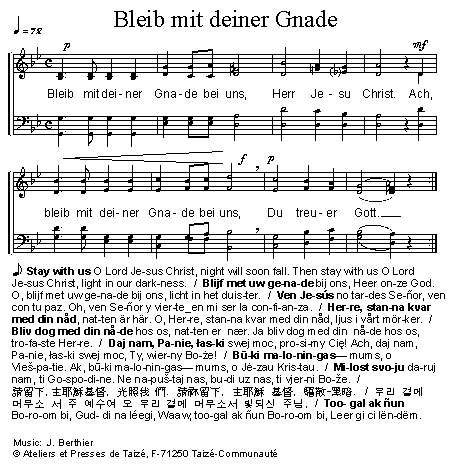 Bleib mit deiner Gnade
= 72
p mf
Bleib mit dei-ner Gna-de bei uns, Herr Je-su Christ. Ach,
f p
bleib mit dei-ner Gna-de bei uns, Du treu-er Gott.
Stay with us O Lord Je-sus Christ, night will soon fall. Then stay with us O Lord
Je-sus Christ, light in our dark-ness. / Blijf met uw ge-na-de bij ons, Heer on-ze God.
O, blijf met uw ge-na-de bij ons, licht in het duis-ter. / Ven Je-sús no tar-des Se-ñor, ven
con tu paz. Oh, ven Se-ñor y vier-te_en mi ser la con-fi-an-za. / Her-re, stan-na kvar
med din nåd, nat-ten är här. O, Her-re, stan-na kvar med din nåd, ljus i vårt mör-ker. /
Bliv dog med din nå-de hos os, nat-ten er nær. Ja bliv dog med din nå-de hos os,
tro-fas-te Her-re. / Daj nam, Pa-nie, łas-ki swej moc, pro-si-my Cię! Ach, daj nam,
Pa-nie, łas-ki swej moc, Ty, wier-ny Bo-że! / Bū-ki ma-lo-nin-gas— mums, o
Vieš-pa-tie. Ak, bū-ki ma-lo-nin-gas— mums, o Jė-zau Kris-tau. / Mi-lost svo-ju da-ruj
nam, ti Go-spo-di-ne. Ne na-puš-taj nas, bu-di uz nas, ti vjer-ni Bo-že. /
請留下, 主耶穌基督, 光照我們. 請留下, 主耶穌基督, / 우리 곁에
머무소 서 주 예수여 오 우리 곁에 머무소서 빛되신 주님. / Too-gal ak ñun
Bo-ro-om bi, Gud-di na léegi, Waaw, too-gal ak ñun Bo-ro-om bi, Leer gi ci lën-dëm.
Music: J. Berthier
© Ateliers et Presses de Taizé, F-71250 Taizé-Communauté